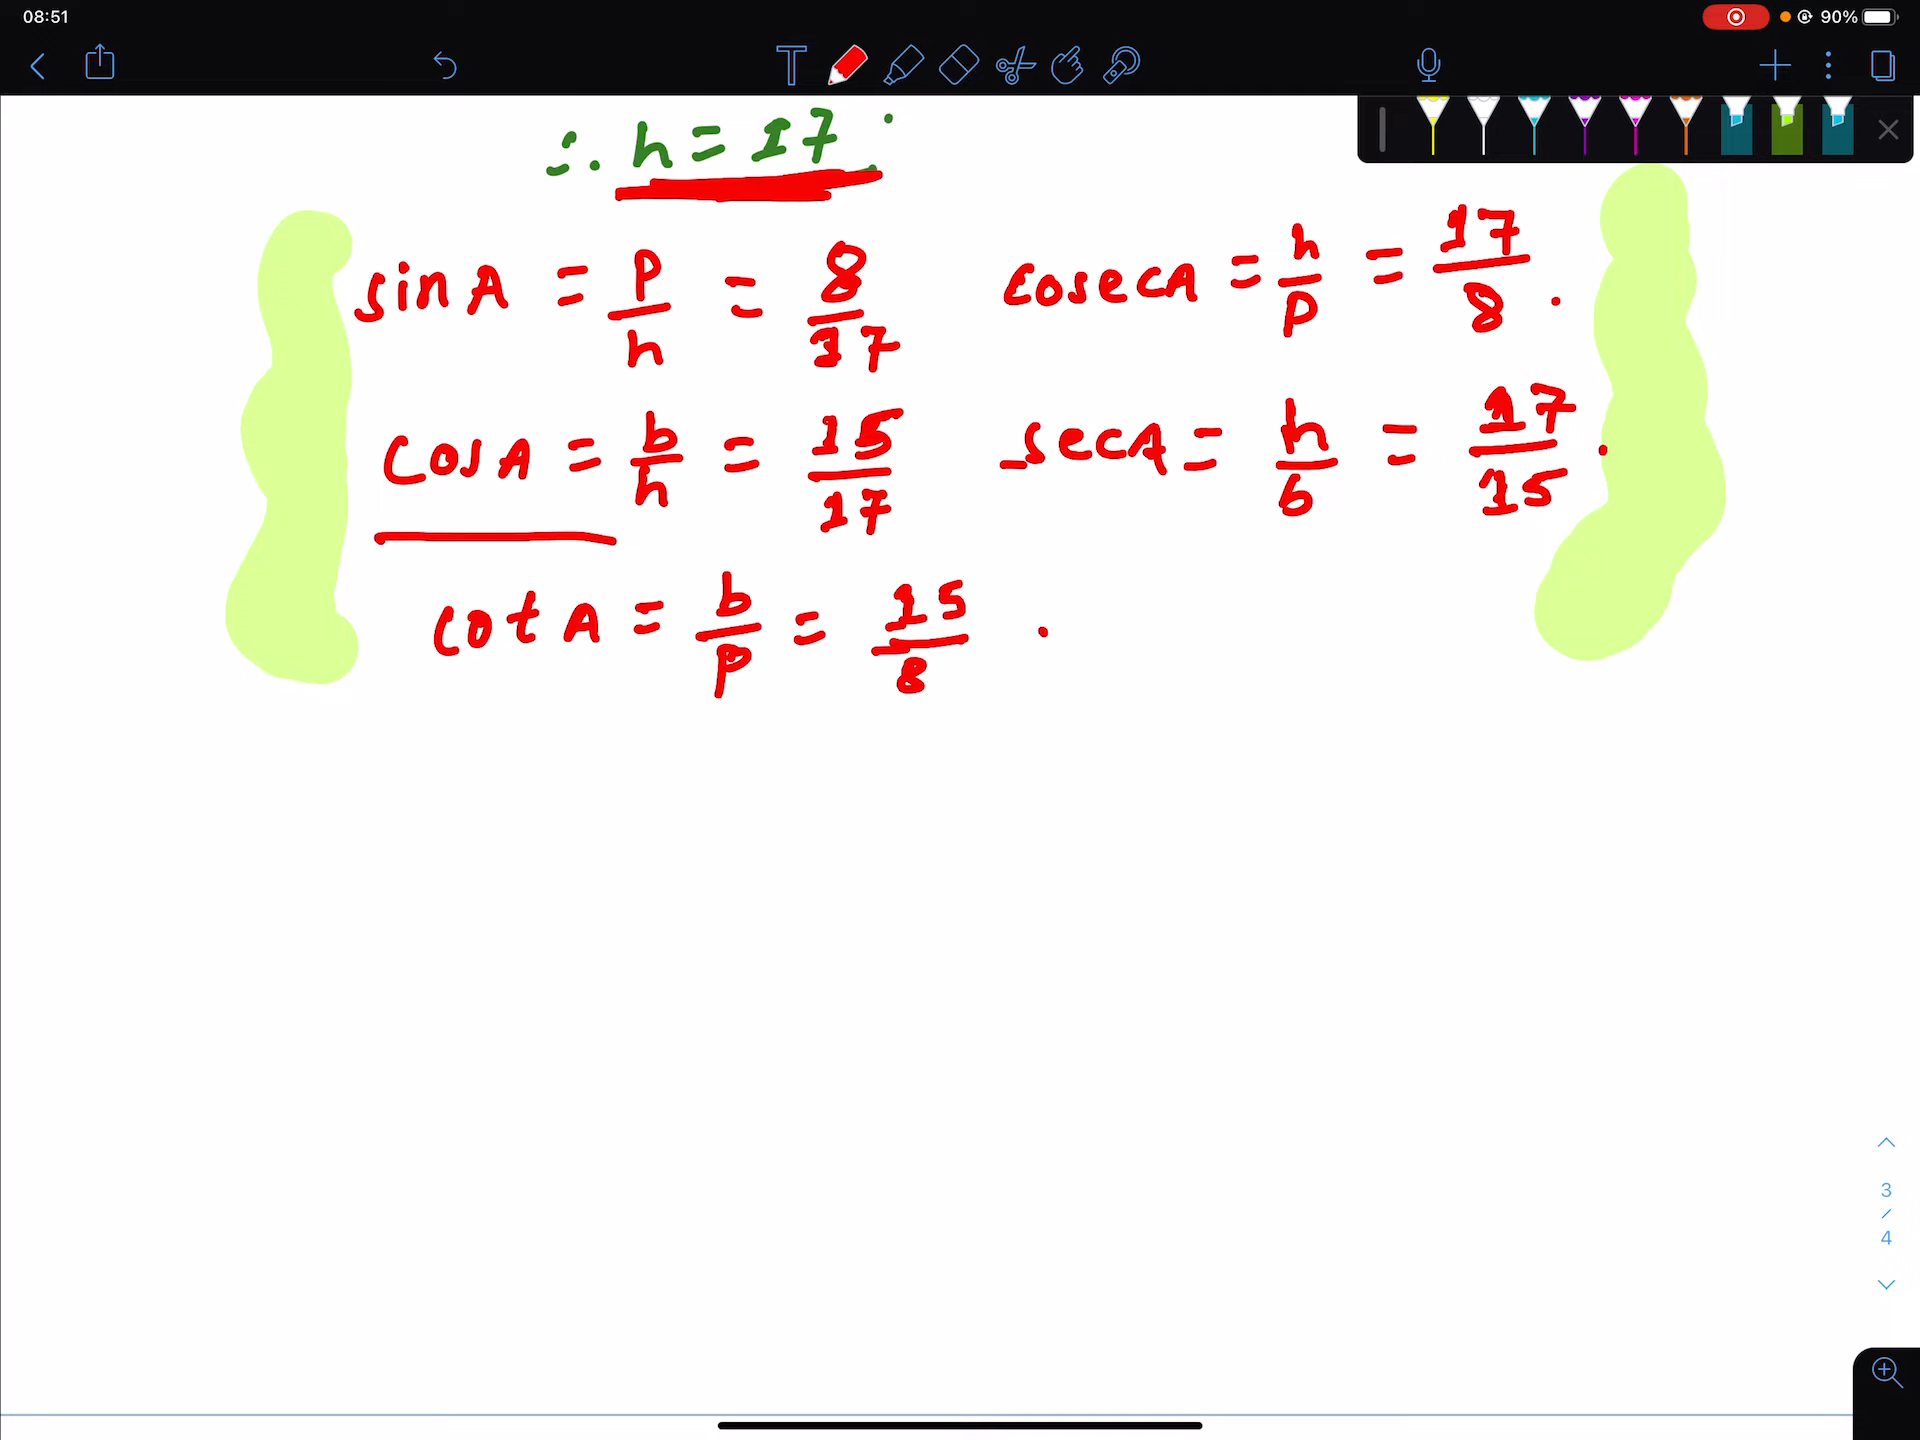 08:51
90%
∴ h = 17.
sin A = p/h = 8/17
cosec A = h/p = 17/8.
cos A = b/h = 15/17
sec A = h/b = 17/15.
cot A = b/p = 15/8.
3
/
4